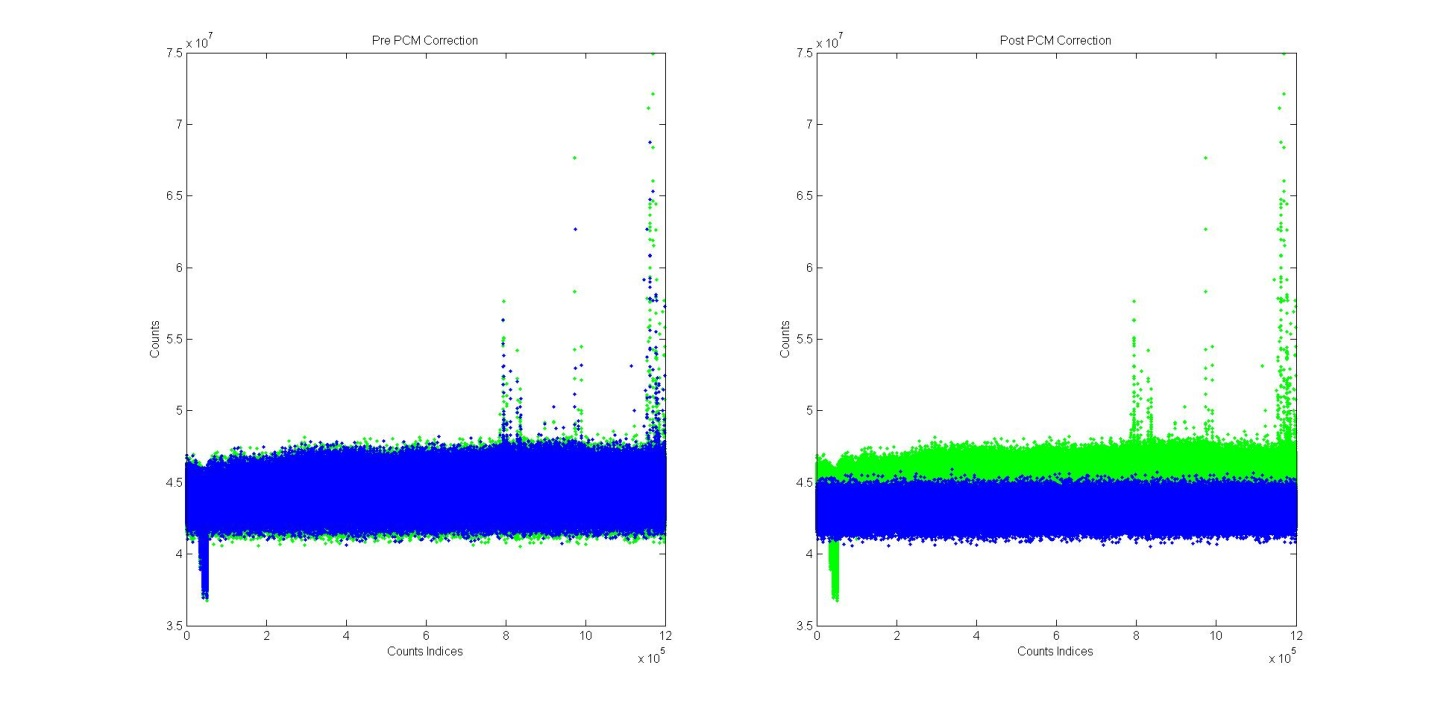 Pre PCM Correction
x 10^7
7.5
7
6.5
6
5.5
5
4.5
4
3.5
Counts
0 2 4 6 8 10 12
Counts Indices
x 10^5
Post PCM Correction
x 10^7
7.5
7
6.5
6
5.5
5
4.5
4
3.5
Counts
0 2 4 6 8 10 12
Counts Indices
x 10^5